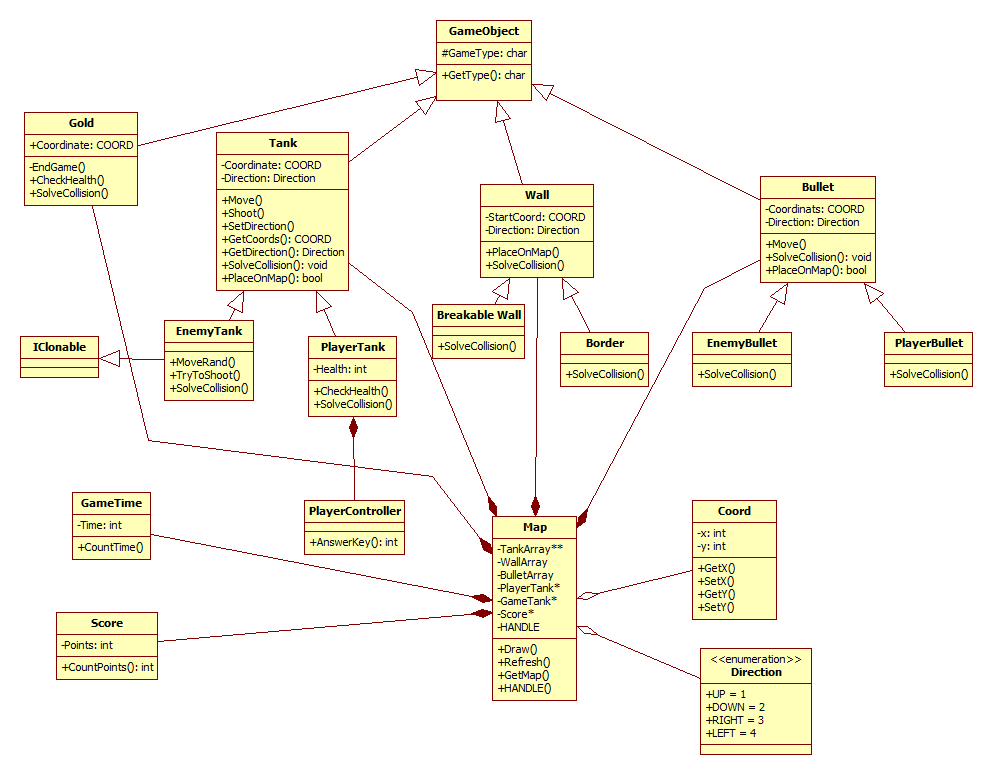 GameObject
#GameType: char
+GetType(): char
Gold
+Coordinate: COORD
-EndGame()
+CheckHealth()
+SolveCollision()
Tank
-Coordinate: COORD
-Direction: Direction
+Move()
+Shoot()
+SetDirection()
+GetCoords(): COORD
+GetDirection(): Direction
+SolveCollision(): void
+PlaceOnMap(): bool
Wall
-StartCoord: COORD
-Direction: Direction
+PlaceOnMap()
+SolveCollision()
Bullet
-Coordinats: COORD
-Direction: Direction
+Move()
+SolveCollision(): void
+PlaceOnMap(): bool
IClonable
EnemyTank
+MoveRand()
+TryToShoot()
+SolveCollision()
PlayerTank
-Health: int
+CheckHealth()
+SolveCollision()
Breakable Wall
+SolveCollision()
Border
+SolveCollision()
EnemyBullet
+SolveCollision()
PlayerBullet
+SolveCollision()
GameTime
-Time: int
+CountTime()
PlayerController
+AnswerKey(): int
Map
-TankArray**
-WallArray
-BulletArray
-PlayerTank*
-GameTank*
-Score*
-HANDLE
+Draw()
+Refresh()
+GetMap()
+HANDLE()
Coord
-x: int
-y: int
+GetX()
+SetX()
+GetY()
+SetY()
Score
-Points: int
+CountPoints(): int
<<enumeration>>
Direction
+UP = 1
+DOWN = 2
+RIGHT = 3
+LEFT = 4